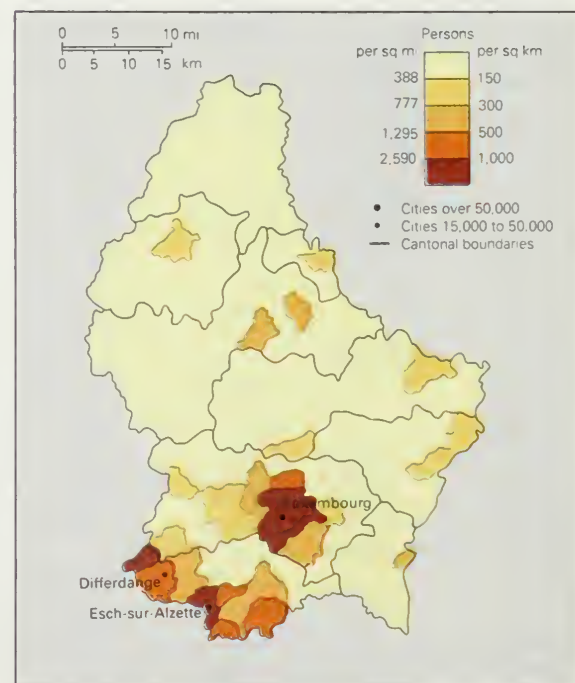 0 5 10 mi
0 5 10 15 km
Persons
per sq mi per sq km
388 150
777 300
1,295 500
2,590 1,000
Cities over 50,000
Cities 15,000 to 50,000
Cantonal boundaries
Luxembourg
Differdange
Esch-sur-Alzette